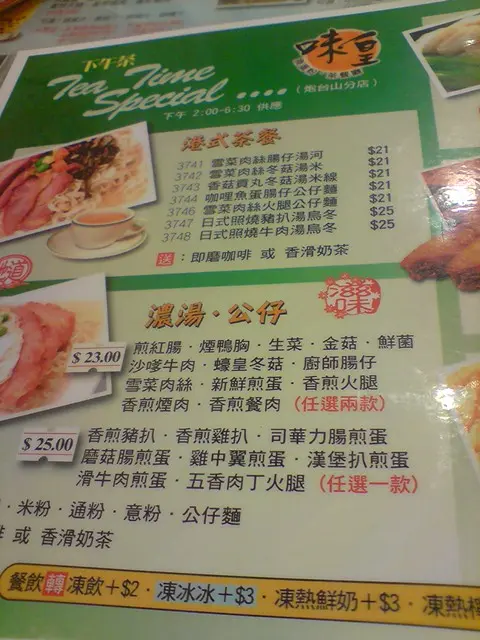 下午茶
Tea Time
Special ....
味皇
(炮台山分店)
下午 2:00-6:30 供應
港式茶餐
3741 雪菜肉絲腸仔湯河 $21
3742 雪菜肉絲冬菇湯米 $21
3743 香菇貢丸冬菇湯米線 $21
3744 咖哩魚蛋腸仔公仔麵 $21
3746 雪菜肉絲火腿公仔麵 $21
3747 日式照燒豬扒湯烏冬 $25
3748 日式照燒牛肉湯烏冬 $25
送：即磨咖啡 或 香滑奶茶
濃湯·公仔
滋味
$ 23.00
煎紅腸·煙鴨胸·生菜·金菇·鮮菌
沙嗲牛肉·蠔皇冬菇·廚師腸仔
雪菜肉絲·新鮮煎蛋·香煎火腿
香煎煙肉·香煎餐肉 (任選兩款)
$ 25.00
香煎豬扒·香煎雞扒·司華力腸煎蛋
磨菇腸煎蛋·雞中翼煎蛋·漢堡扒煎蛋
滑牛肉煎蛋·五香肉丁火腿 (任選一款)
·米粉·通粉·意粉·公仔麵
或 香滑奶茶
餐飲轉凍飲+$2·凍冰冰+$3·凍熱鮮奶+$3·凍熱